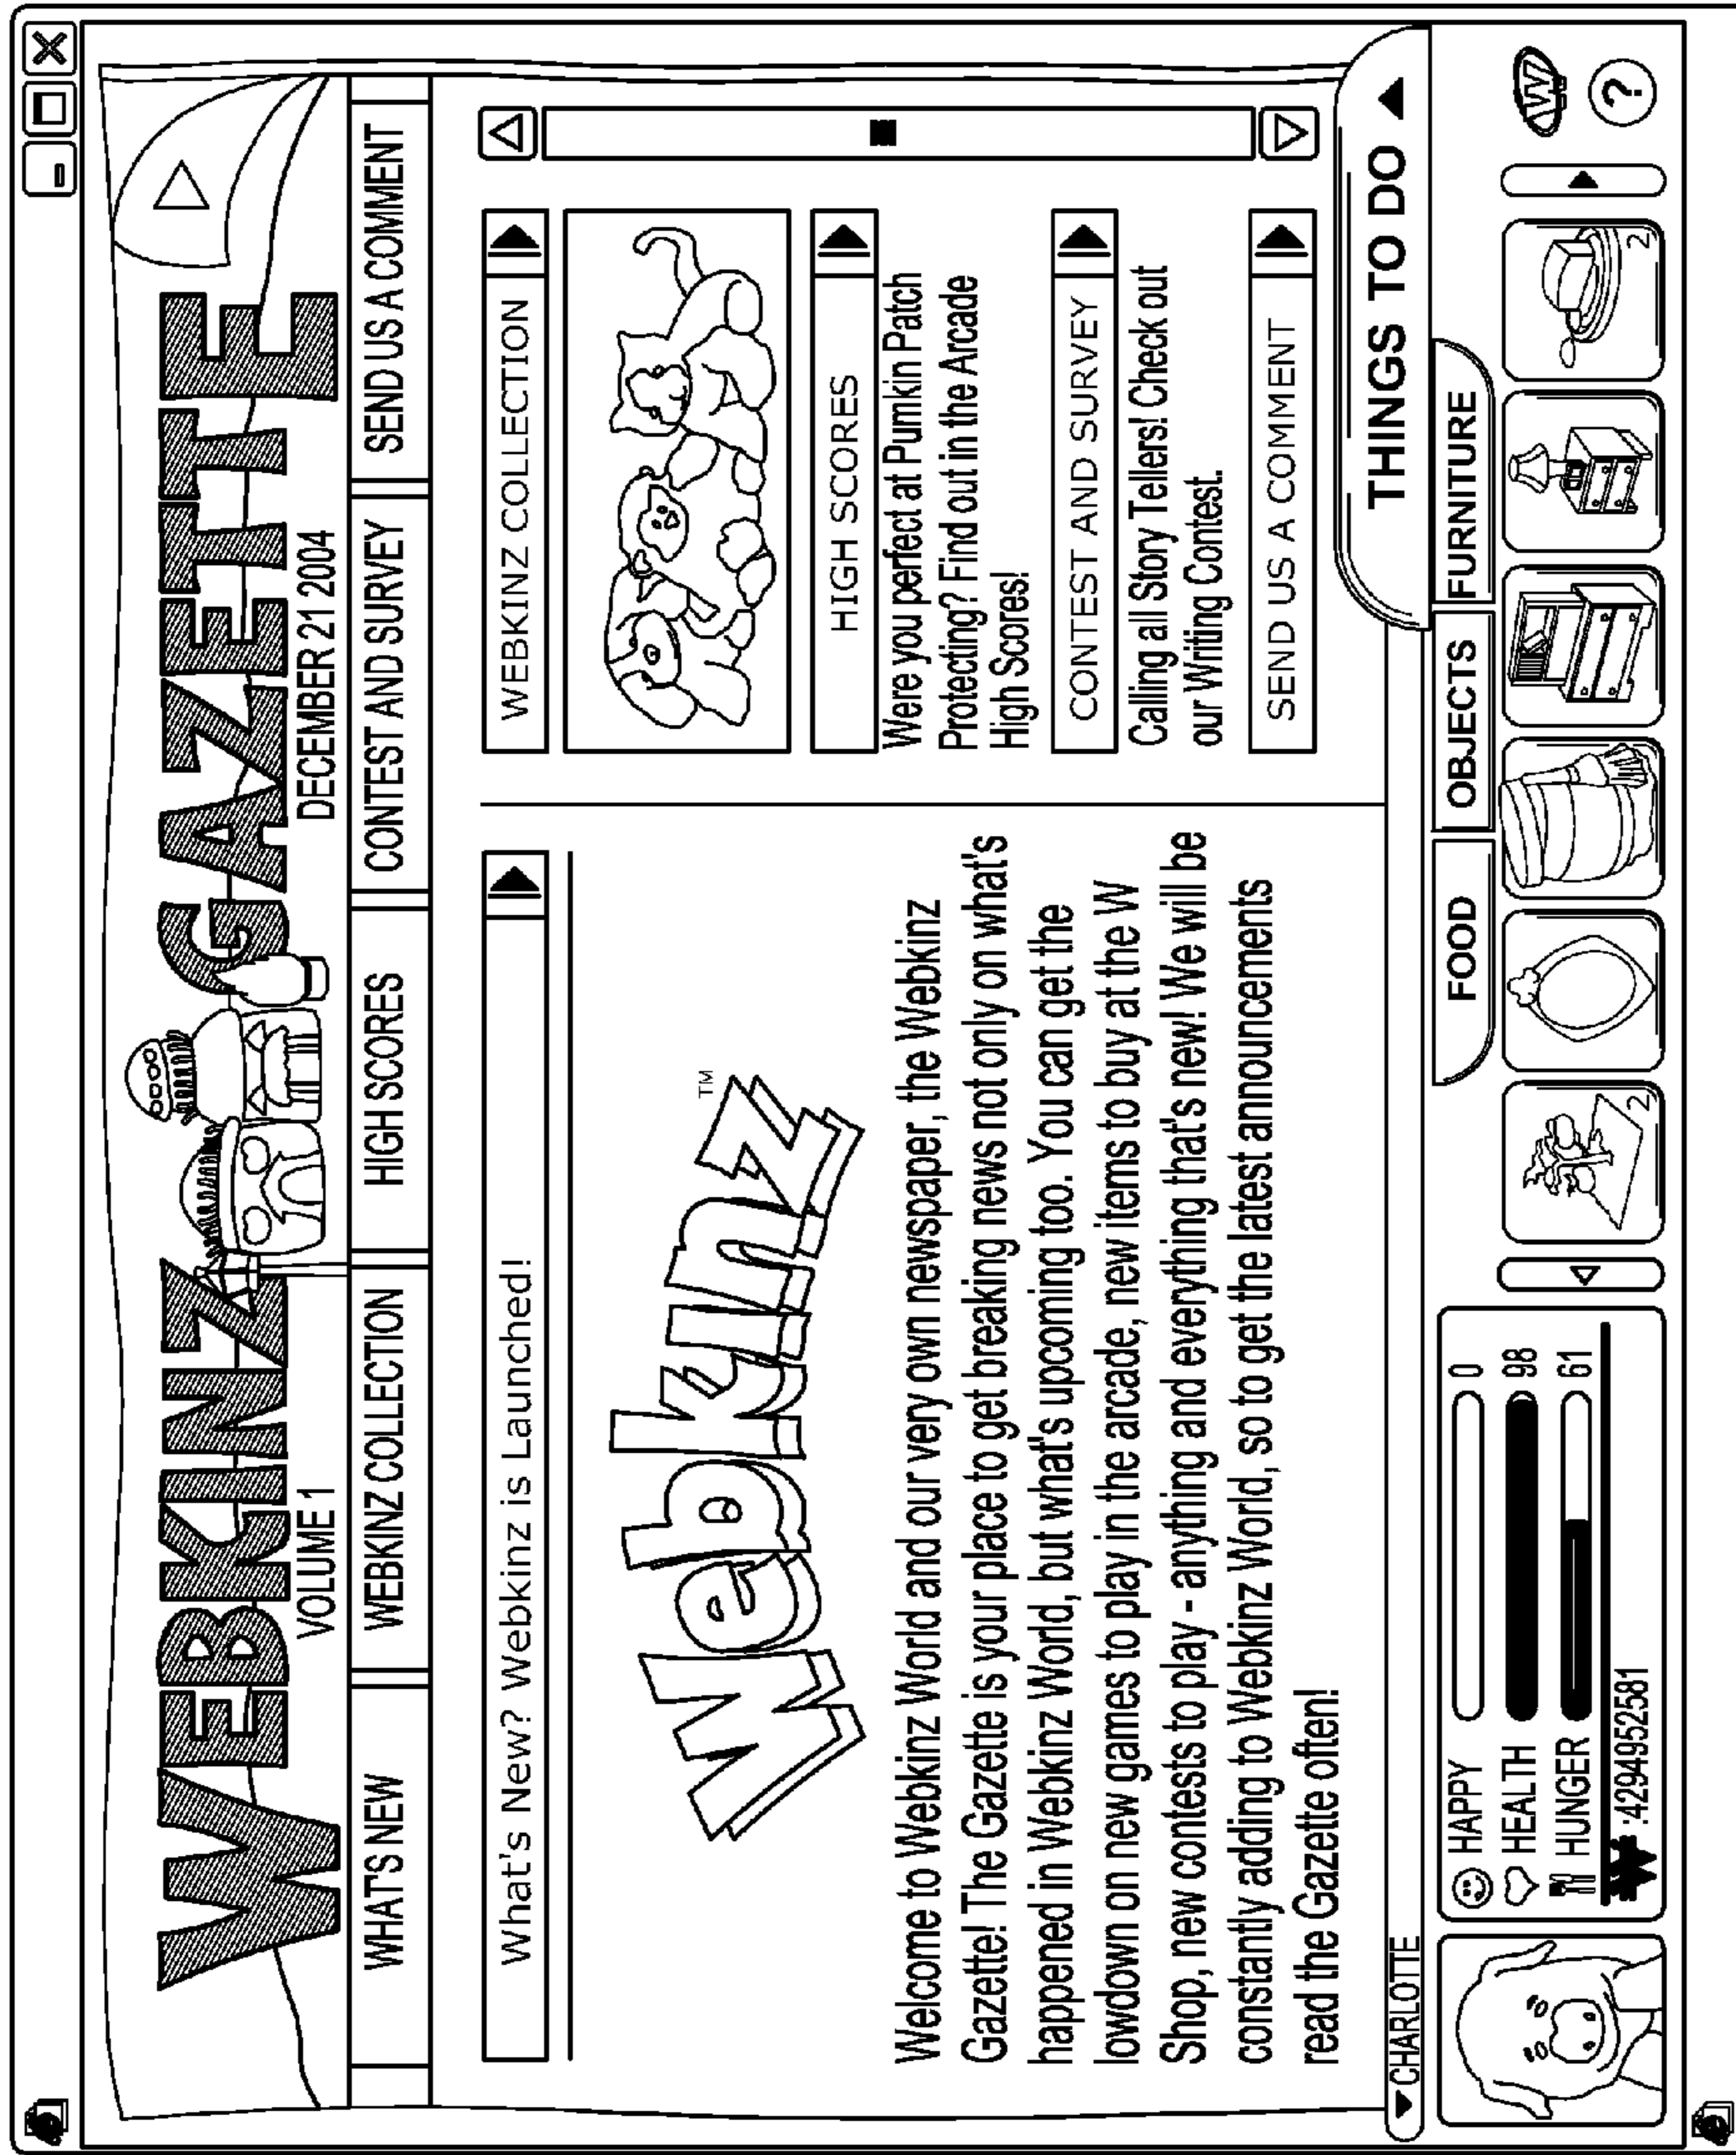 WEBKINZ GAZETTE
VOLUME 1
DECEMBER 21 2004
WHAT'S NEW
WEBKINZ COLLECTION
HIGH SCORES
CONTEST AND SURVEY
SEND US A COMMENT
What's New? Webkinz is Launched!
Webkinz™
Welcome to Webkinz World and our very own newspaper, the Webkinz
Gazette! The Gazette is your place to get breaking news not only on what's
happened in Webkinz World, but what's upcoming too. You can get the
lowdown on new games to play in the arcade, new items to buy at the W
Shop, new contests to play - anything and everything that's new! We will be
constantly adding to Webkinz World, so to get the latest announcements
read the Gazette often!
WEBKINZ COLLECTION
HIGH SCORES
Were you perfect at Pumkin Patch
Protecting? Find out in the Arcade
High Scores!
CONTEST AND SURVEY
Calling all Story Tellers! Check out
our Writing Contest.
SEND US A COMMENT
THINGS TO DO
CHARLOTTE
HAPPY 0
HEALTH 98
HUNGER 61
:4294952581
FOOD
OBJECTS
FURNITURE
2
2
W
?